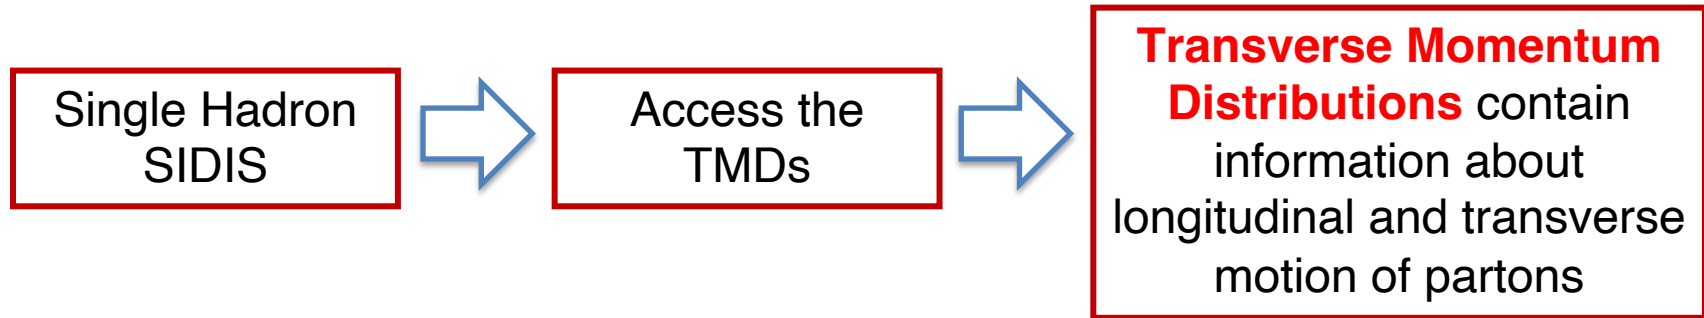 Single Hadron
SIDIS
Access the
TMDs
Transverse Momentum
Distributions contain
information about
longitudinal and transverse
motion of partons